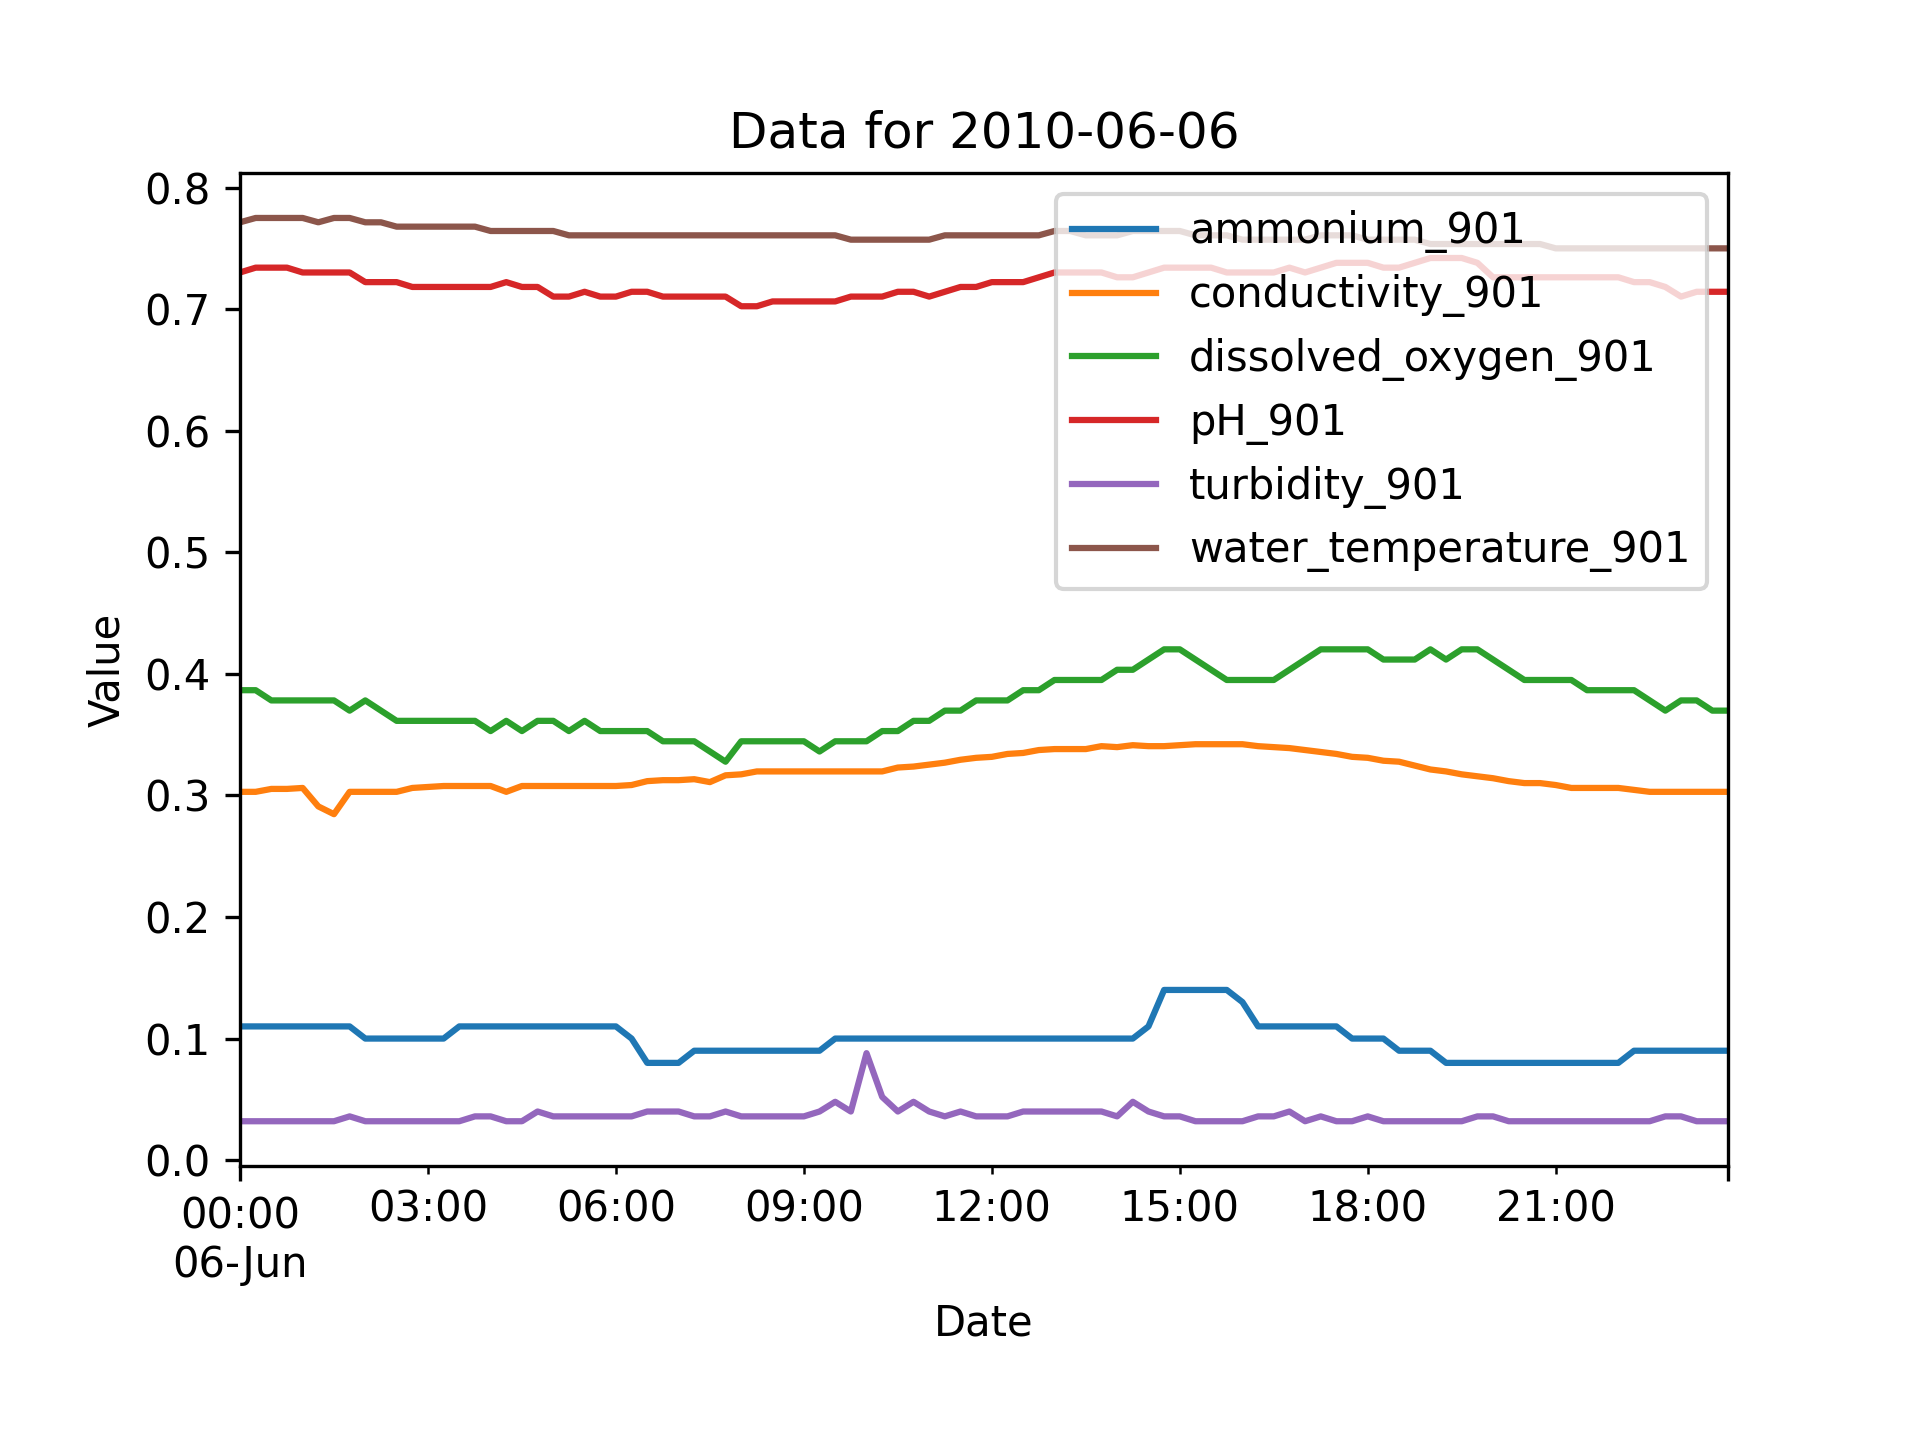 Data for 2010-06-06
0.8
0.7
0.6
0.5
0.4
0.3
0.2
0.1
0.0
Value
ammonium_901
conductivity_901
dissolved_oxygen_901
pH_901
turbidity_901
water_temperature_901
00:00 03:00 06:00 09:00 12:00 15:00 18:00 21:00
06-Jun
Date